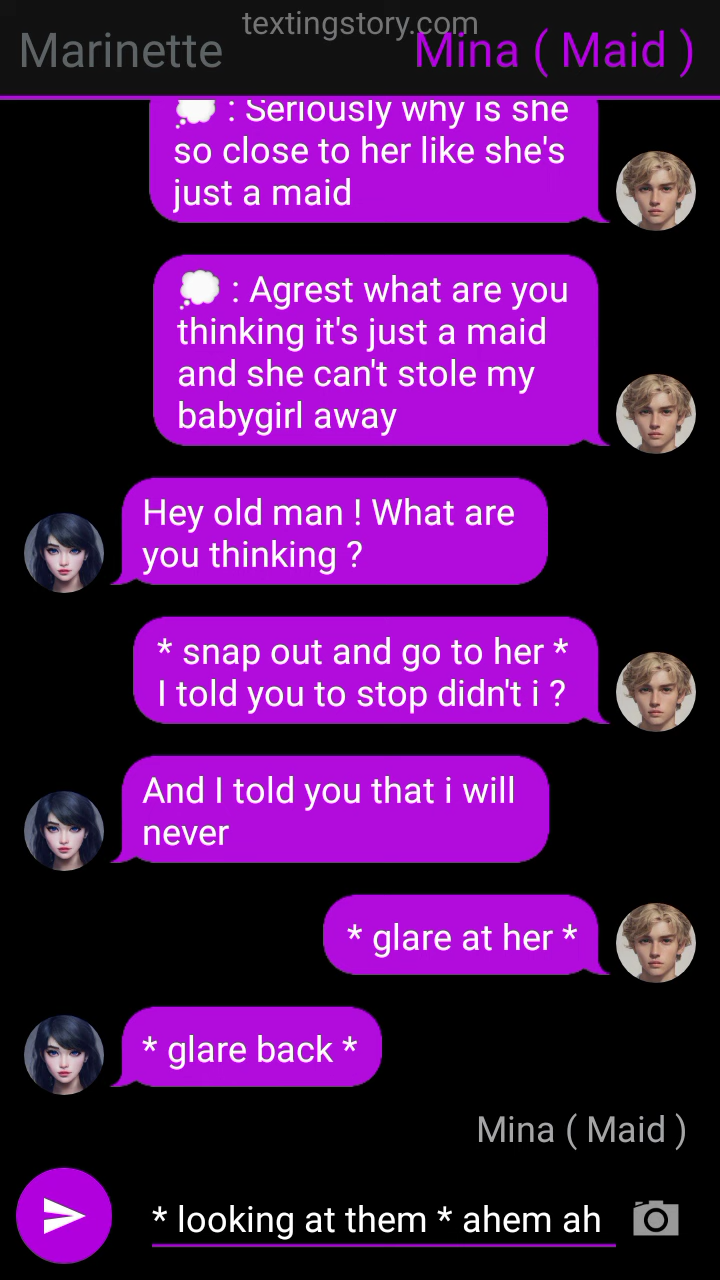 textingstory.com
Marinette Mina ( Maid )
💭 : Seriously why is she
so close to her like she's
just a maid
💭 : Agrest what are you
thinking it's just a maid
and she can't stole my
babygirl away
Hey old man ! What are
you thinking ?
* snap out and go to her *
I told you to stop didn't i ?
And I told you that i will
never
* glare at her *
* glare back *
Mina ( Maid )
* looking at them * ahem ah